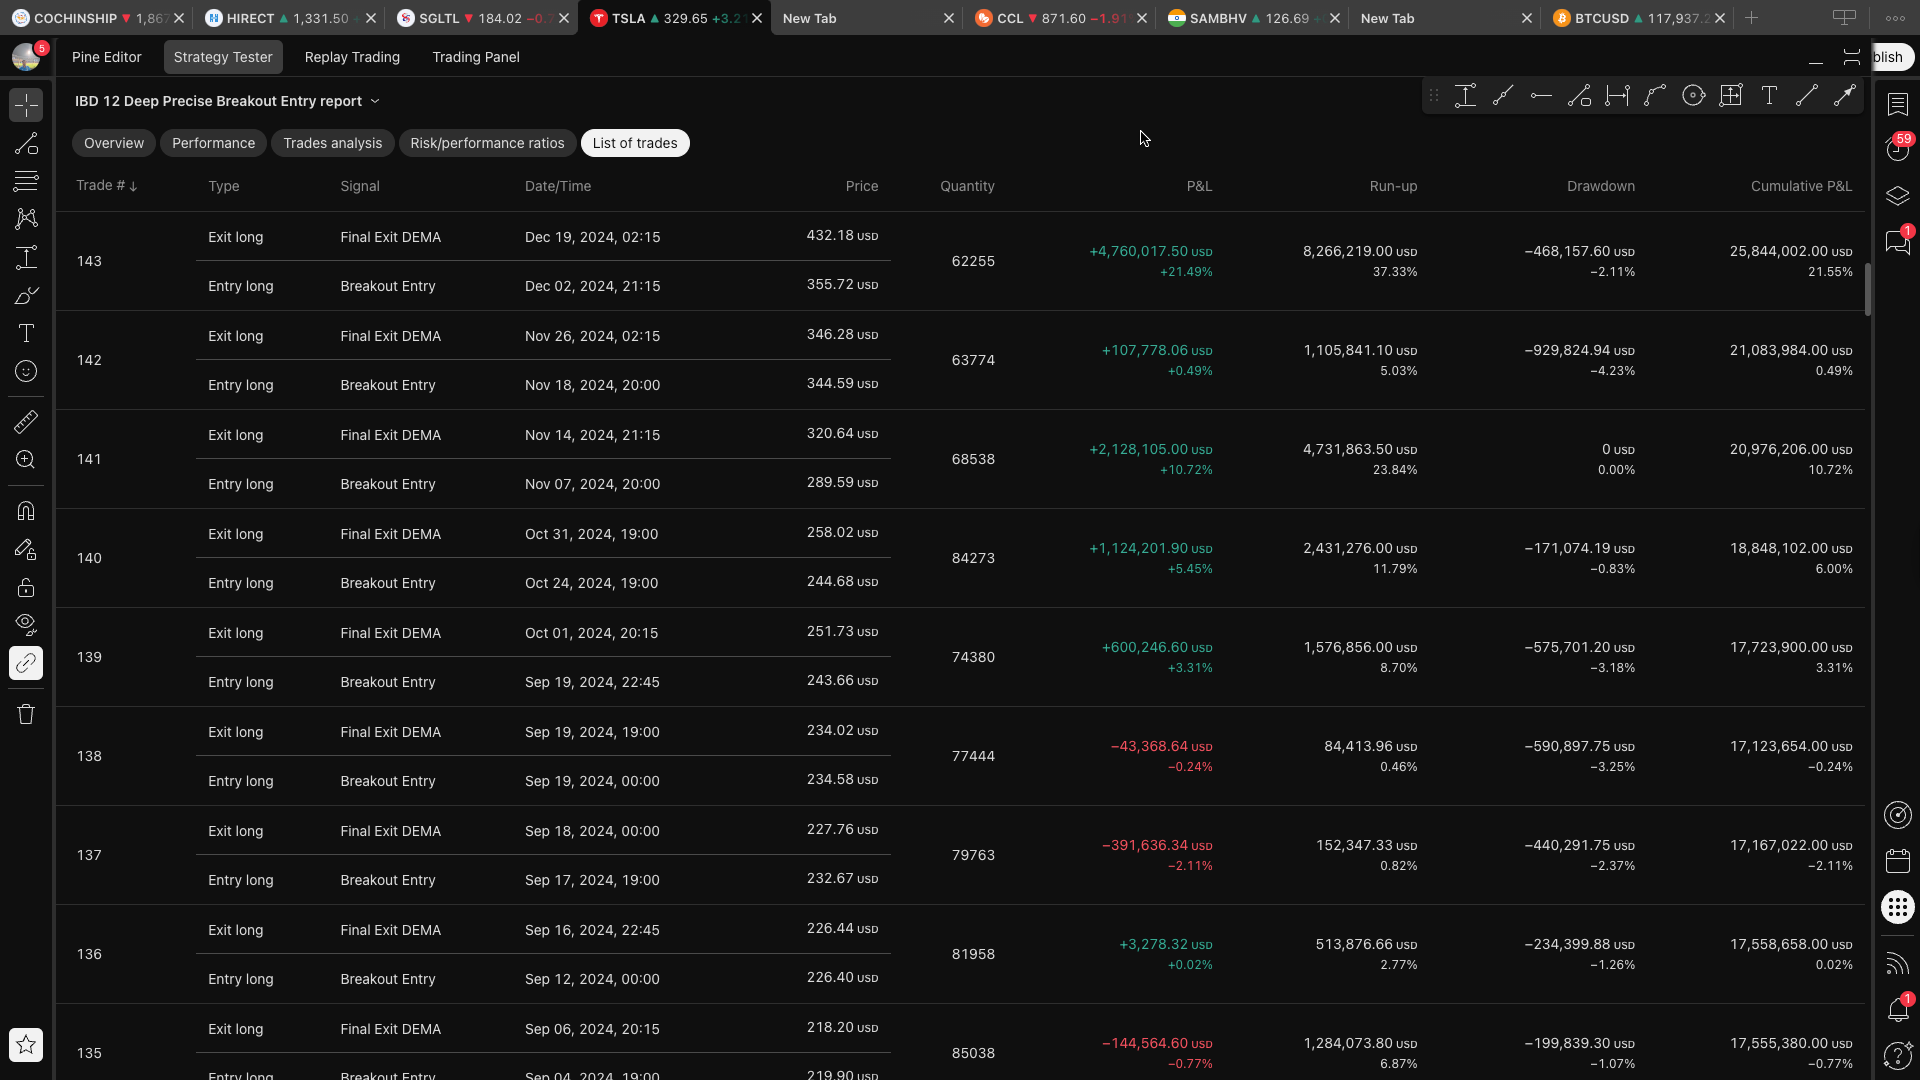 COCHINSHIP ▼ 1,867 HIRECT ▲ 1,331.50 SGLTL ▼ 184.02 −0.7 TSLA ▲ 329.65 +3.21 New Tab CCL ▼ 871.60 −1.91 SAMBHV ▲ 126.69 New Tab BTCUSD ▲ 117,937.2
5 Pine Editor Strategy Tester Replay Trading Trading Panel blish
IBD 12 Deep Precise Breakout Entry report
Overview Performance Trades analysis Risk/performance ratios List of trades
59
Trade # ↓ Type Signal Date/Time Price Quantity P&L Run-up Drawdown Cumulative P&L
1
143
Exit long Final Exit DEMA Dec 19, 2024, 02:15 432.18 USD
Entry long Breakout Entry Dec 02, 2024, 21:15 355.72 USD
62255
+4,760,017.50 USD 8,266,219.00 USD −468,157.60 USD 25,844,002.00 USD
+21.49% 37.33% −2.11% 21.55%
142
Exit long Final Exit DEMA Nov 26, 2024, 02:15 346.28 USD
Entry long Breakout Entry Nov 18, 2024, 20:00 344.59 USD
63774
+107,778.06 USD 1,105,841.10 USD −929,824.94 USD 21,083,984.00 USD
+0.49% 5.03% −4.23% 0.49%
141
Exit long Final Exit DEMA Nov 14, 2024, 21:15 320.64 USD
Entry long Breakout Entry Nov 07, 2024, 20:00 289.59 USD
68538
+2,128,105.00 USD 4,731,863.50 USD 0 USD 20,976,206.00 USD
+10.72% 23.84% 0.00% 10.72%
140
Exit long Final Exit DEMA Oct 31, 2024, 19:00 258.02 USD
Entry long Breakout Entry Oct 24, 2024, 19:00 244.68 USD
84273
+1,124,201.90 USD 2,431,276.00 USD −171,074.19 USD 18,848,102.00 USD
+5.45% 11.79% −0.83% 6.00%
139
Exit long Final Exit DEMA Oct 01, 2024, 20:15 251.73 USD
Entry long Breakout Entry Sep 19, 2024, 22:45 243.66 USD
74380
+600,246.60 USD 1,576,856.00 USD −575,701.20 USD 17,723,900.00 USD
+3.31% 8.70% −3.18% 3.31%
138
Exit long Final Exit DEMA Sep 19, 2024, 19:00 234.02 USD
Entry long Breakout Entry Sep 19, 2024, 00:00 234.58 USD
77444
−43,368.64 USD 84,413.96 USD −590,897.75 USD 17,123,654.00 USD
−0.24% 0.46% −3.25% −0.24%
137
Exit long Final Exit DEMA Sep 18, 2024, 00:00 227.76 USD
Entry long Breakout Entry Sep 17, 2024, 19:00 232.67 USD
79763
−391,636.34 USD 152,347.33 USD −440,291.75 USD 17,167,022.00 USD
−2.11% 0.82% −2.37% −2.11%
136
Exit long Final Exit DEMA Sep 16, 2024, 22:45 226.44 USD
Entry long Breakout Entry Sep 12, 2024, 00:00 226.40 USD
81958
+3,278.32 USD 513,876.66 USD −234,399.88 USD 17,558,658.00 USD
+0.02% 2.77% −1.26% 0.02%
1
135
Exit long Final Exit DEMA Sep 06, 2024, 20:15 218.20 USD
Entry long Breakout Entry Sep 04, 2024, 19:00 219.90 USD
85038
−144,564.60 USD 1,284,073.80 USD −199,839.30 USD 17,555,380.00 USD
−0.77% 6.87% −1.07% −0.77%